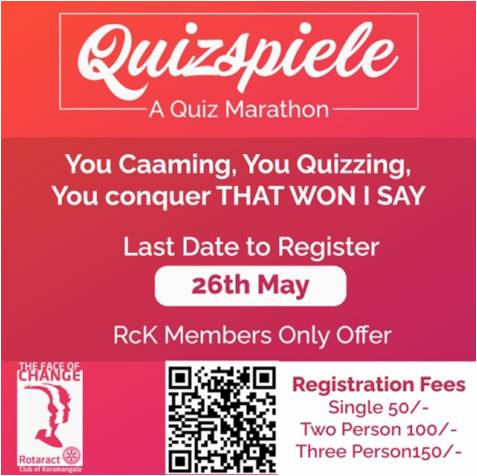 Quizspiele
A Quiz Marathon
You Caaming, You Quizzing,
You conquer THAT WON I SAY
Last Date to Register
26th May
RcK Members Only Offer
THE FACE OF
CHANGE
Rotaract
Club of Koramangala
Registration Fees
Single 50/-
Two Person 100/-
Three Person150/-